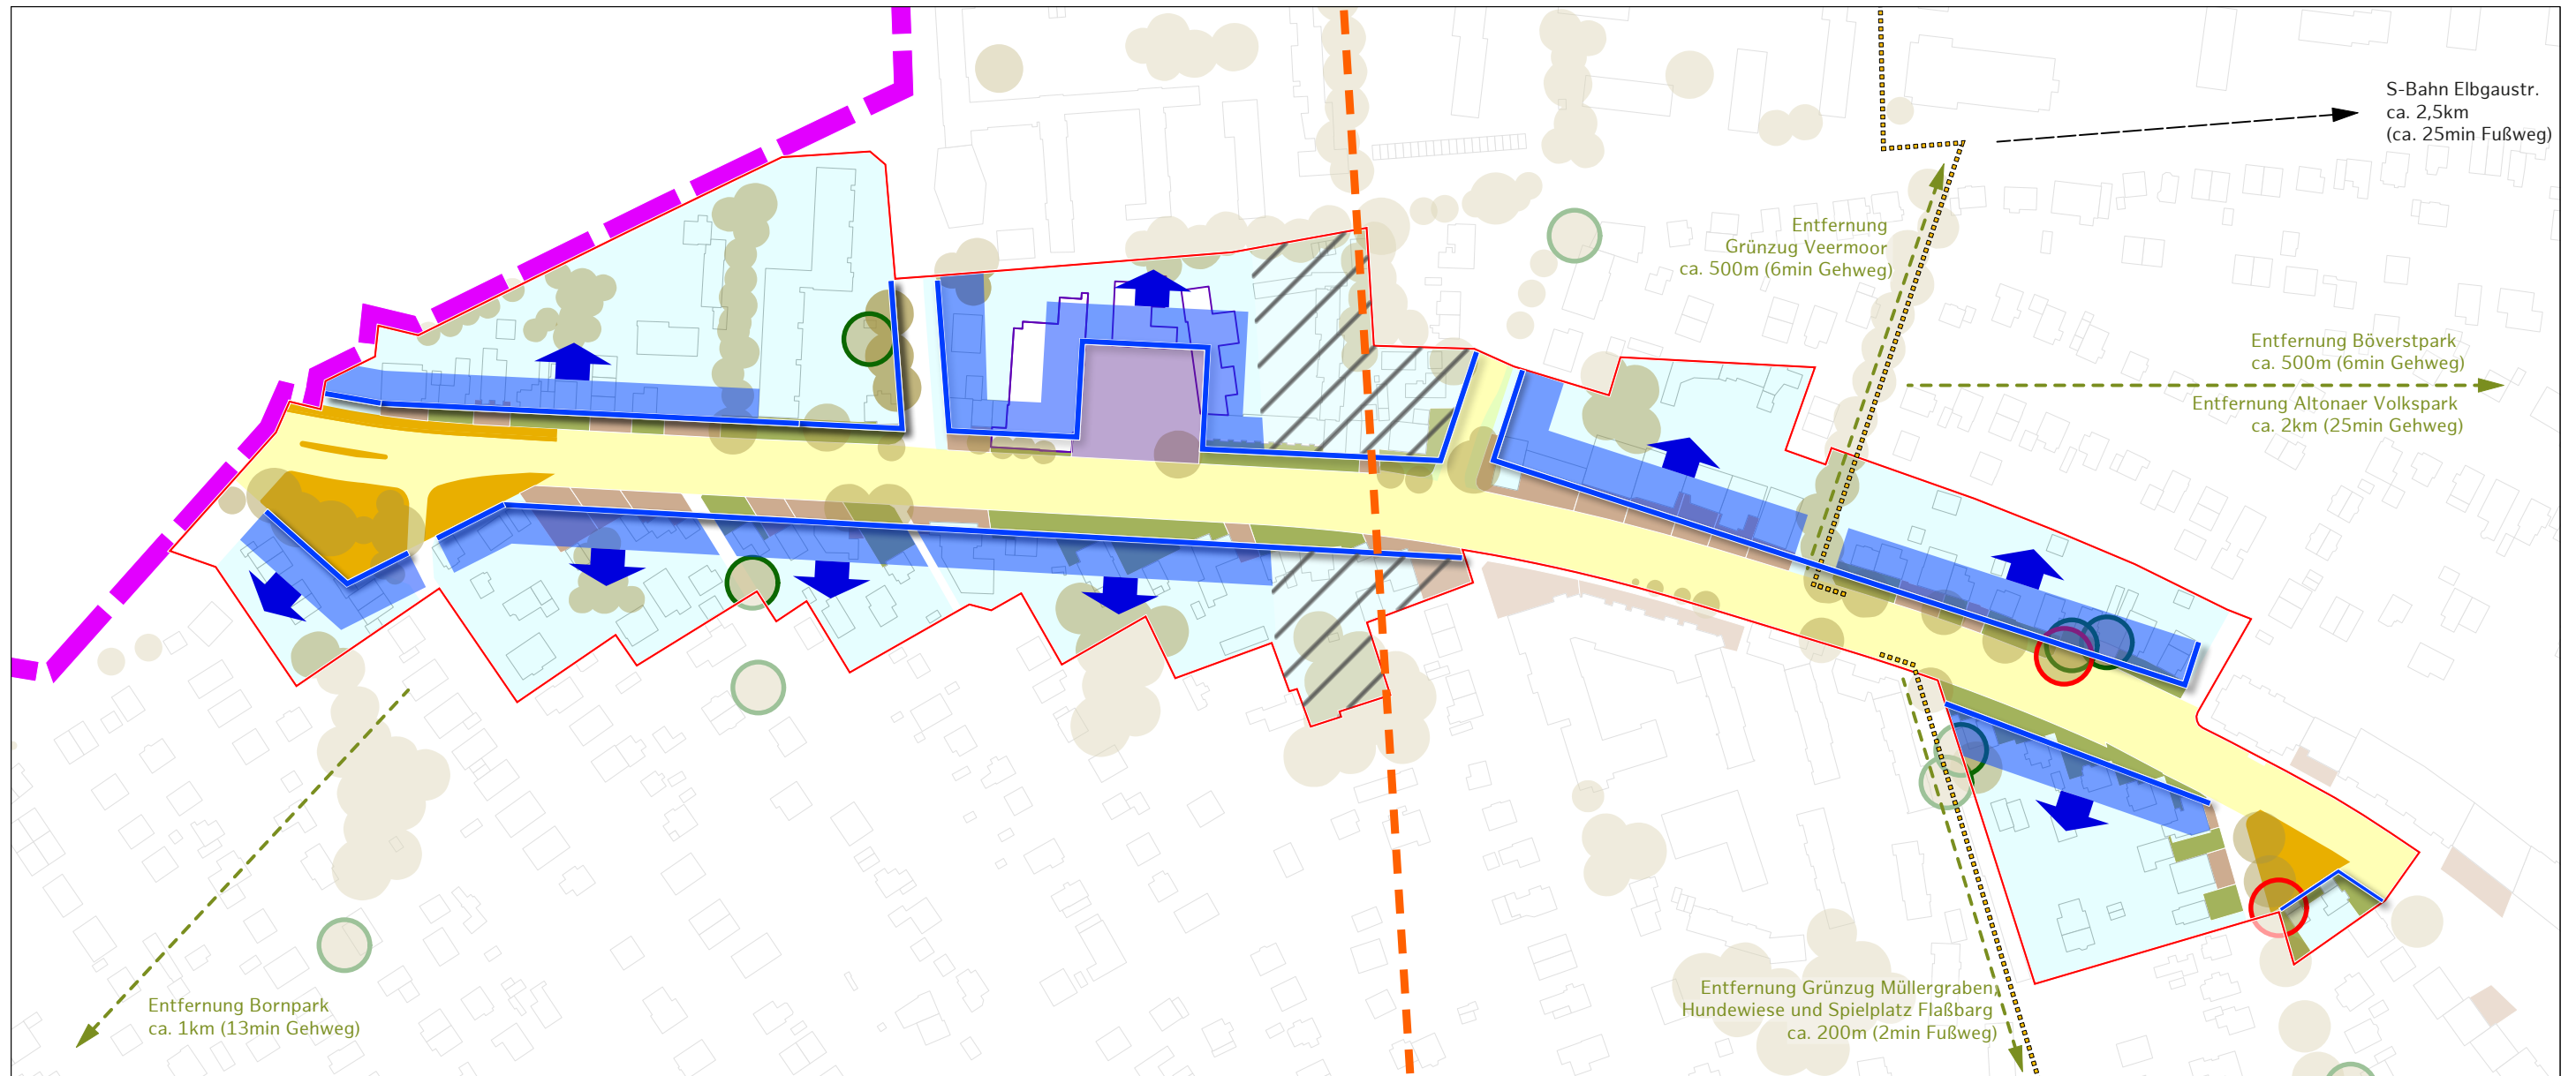 S-Bahn Elbgaustr.
ca. 2,5km
(ca. 25min Fußweg)
Entfernung
Grünzug Veermoor
ca. 500m (6min Gehweg)
Entfernung Böverstpark
ca. 500m (6min Gehweg)
Entfernung Altonaer Volkspark
ca. 2km (25min Gehweg)
Entfernung Bornpark
ca. 1km (13min Gehweg)
Entfernung Grünzug Müllergraben,
Hundewiese und Spielplatz Flaßbarg
ca. 200m (2min Fußweg)